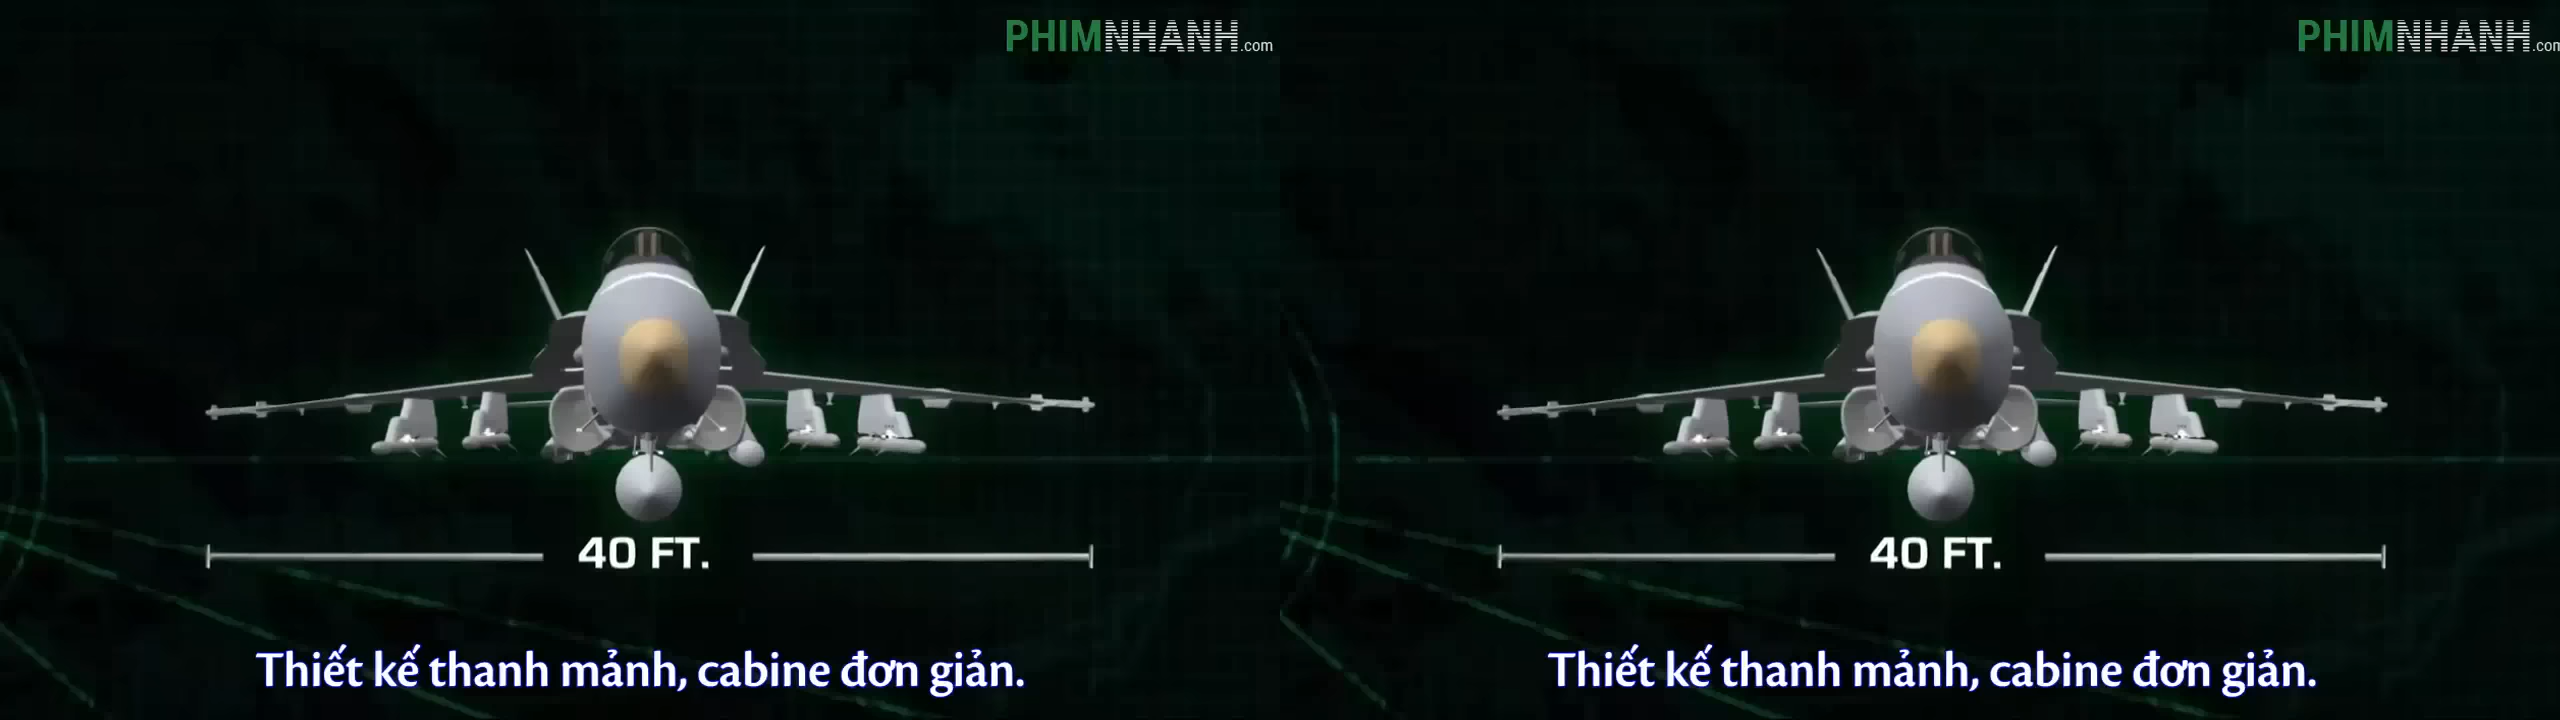 PHIMNHANH.com
PHIMNHANH.com
40 FT.
40 FT.
Thiết kế thanh mảnh, cabine đơn giản.
Thiết kế thanh mảnh, cabine đơn giản.